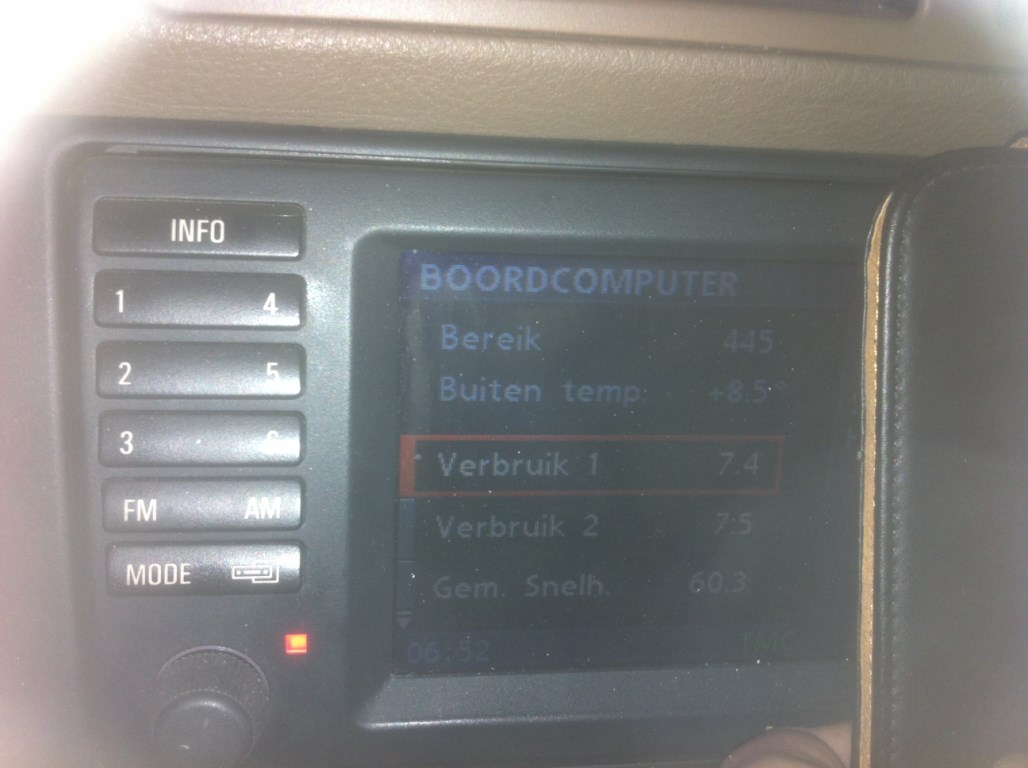 INFO
1 4
2 5
3 6
FM AM
MODE
BOORDCOMPUTER
Bereik 445
Buiten temp. +8.5°
Verbruik 1 7.4
Verbruik 2 7.5
Gem. Snelh. 60.3
06:52 TMC